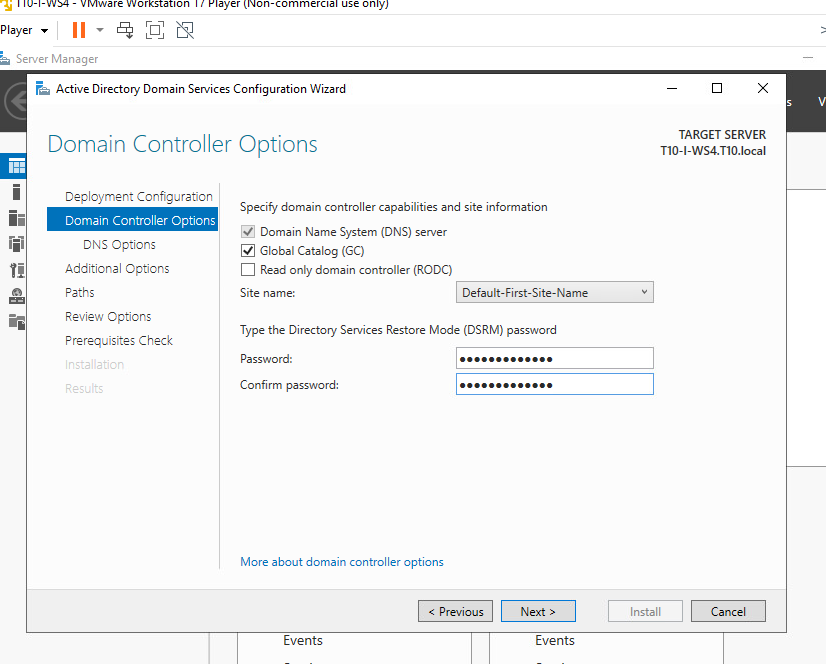 T10-I-WS4 - VMware Workstation 17 Player (Non-commercial use only)
Player
Server Manager
Active Directory Domain Services Configuration Wizard
Domain Controller Options
TARGET SERVER
T10-I-WS4.T10.local
Deployment Configuration
Domain Controller Options
DNS Options
Additional Options
Paths
Review Options
Prerequisites Check
Installation
Results
Specify domain controller capabilities and site information
Domain Name System (DNS) server
Global Catalog (GC)
Read only domain controller (RODC)
Site name:
Default-First-Site-Name
Type the Directory Services Restore Mode (DSRM) password
Password:
●●●●●●●●●●●●●
Confirm password:
●●●●●●●●●●●●●
More about domain controller options
< Previous
Next >
Install
Cancel
Events
Events